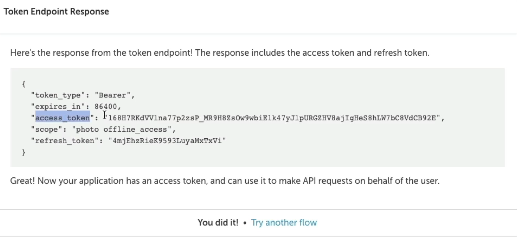 Token Endpoint Response
Here's the response from the token endpoint! The response includes the access token and refresh token.
{
"token_type": "Bearer",
"expires_in": 86400,
"access_token":
"scope": "photo offline_access",
"refresh_token": "4mjEhzRieK9593LuyaMxTxVi"
}
Great! Now your application has an access token, and can use it to make API requests on behalf of the user.
You did it! • Try another flow